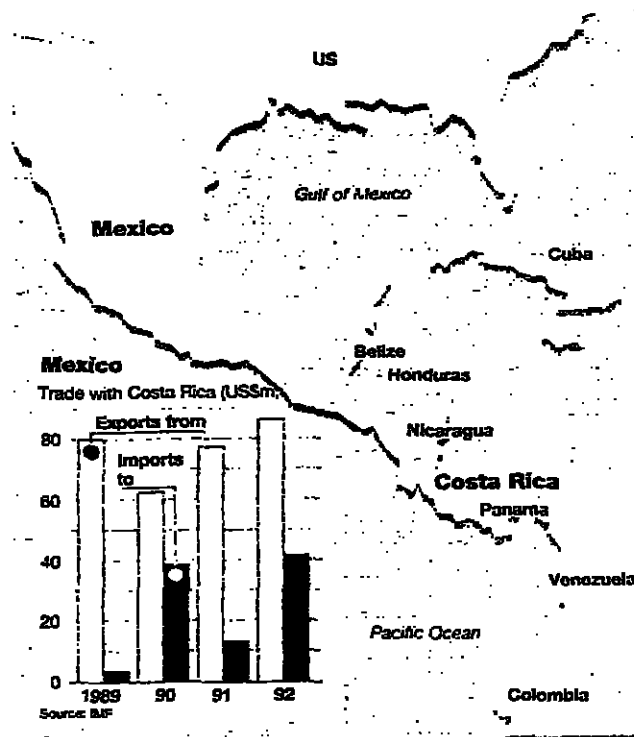 US
Gulf of Mexico
Mexico
Cuba
Belize
Honduras
Nicaragua
Costa Rica
Panama
Venezuela
Pacific Ocean
Colombia
Mexico
Trade with Costa Rica (US$m)
Exports from
Imports
to
80
60
40
20
0
1989 90 91 92
Source: IMF